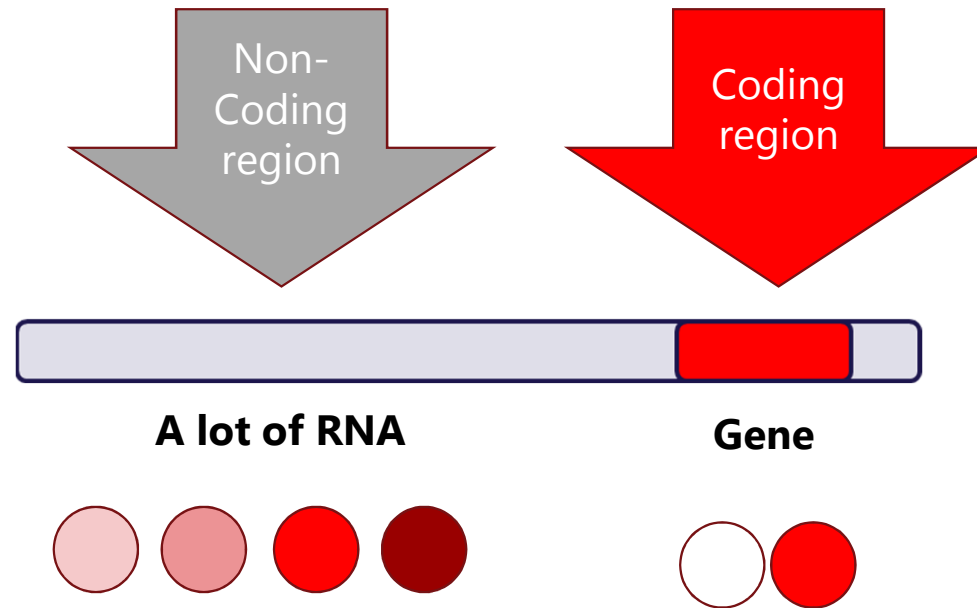 Non-
Coding
region
Coding
region
A lot of RNA
Gene